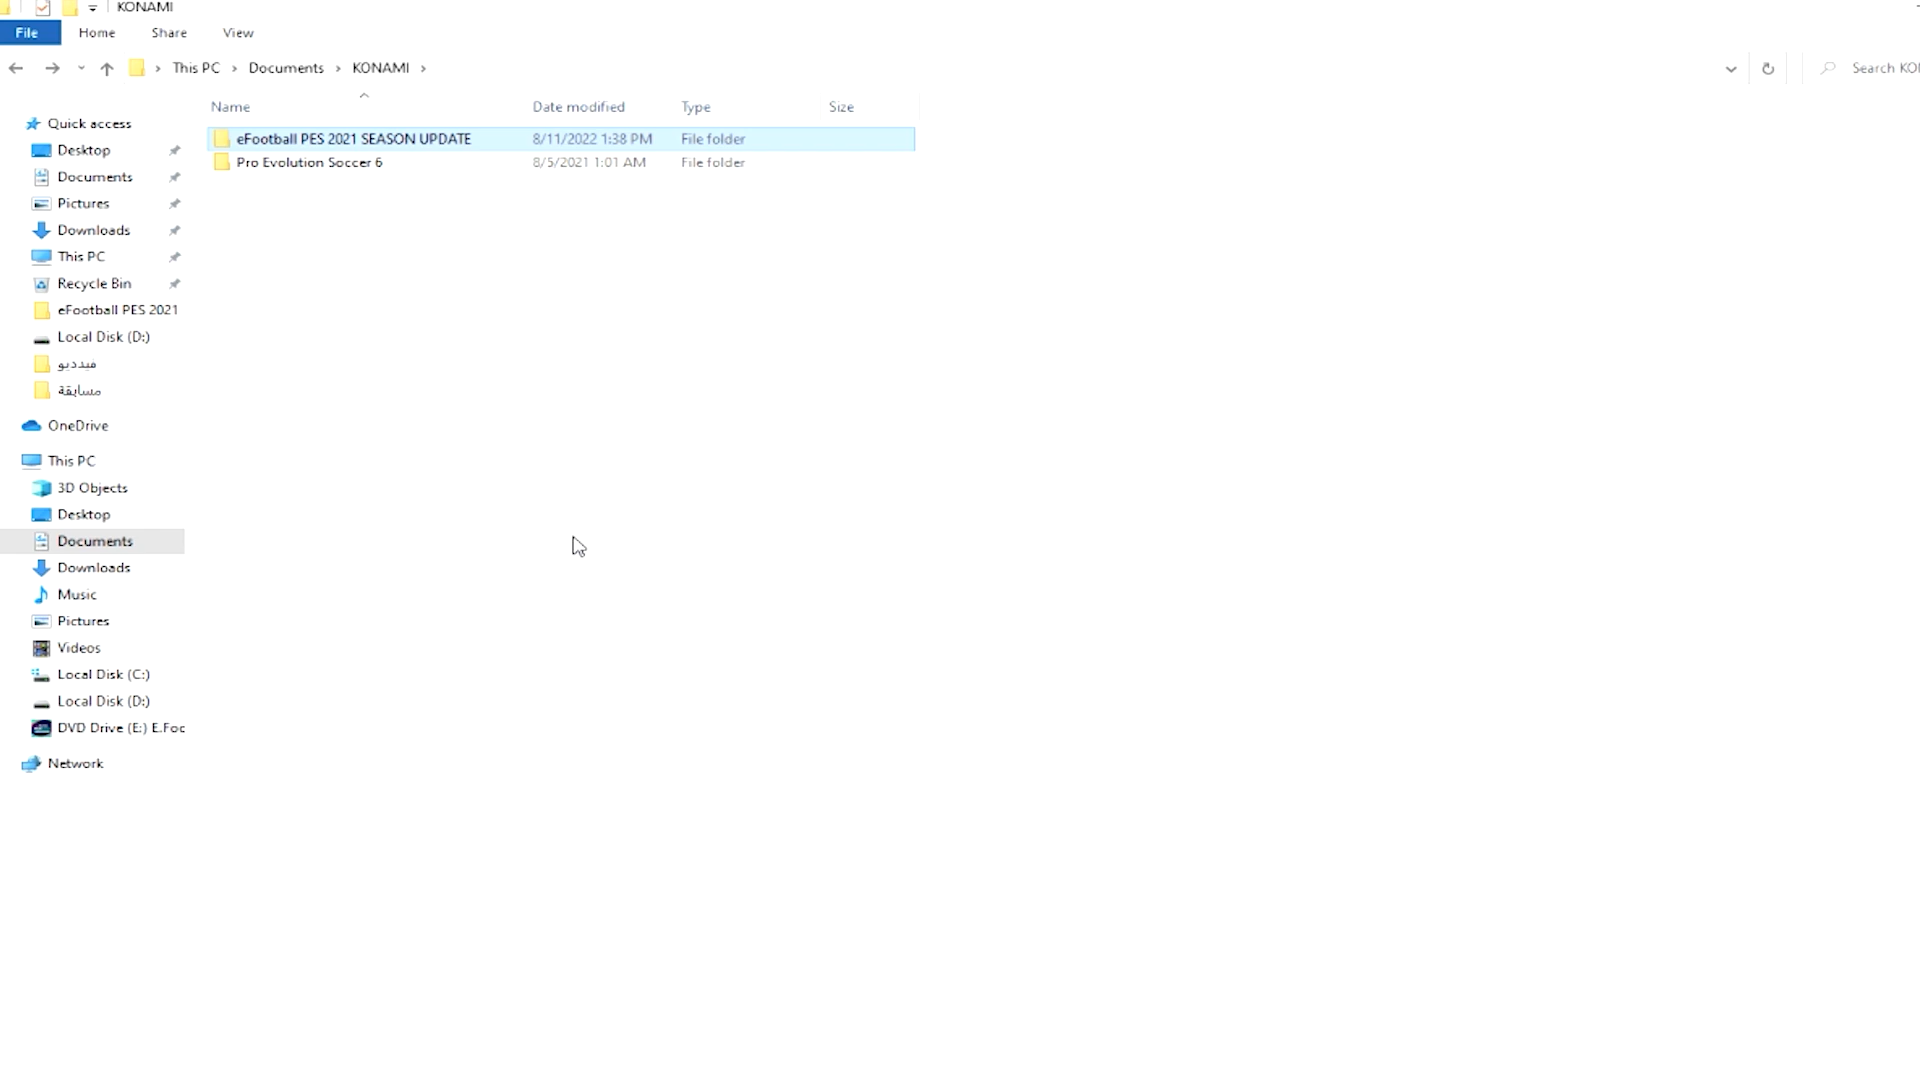 KONAMI
File Home Share View
This PC Documents KONAMI
Search KO
Name Date modified Type Size
eFootball PES 2021 SEASON UPDATE 8/11/2022 1:38 PM File folder
Pro Evolution Soccer 6 8/5/2021 1:01 AM File folder
Quick access
Desktop
Documents
Pictures
Downloads
This PC
Recycle Bin
eFootball PES 2021
Local Disk (D:)
فيدديو
مسابقة
OneDrive
This PC
3D Objects
Desktop
Documents
Downloads
Music
Pictures
Videos
Local Disk (C:)
Local Disk (D:)
DVD Drive (E:) E.Foc
Network